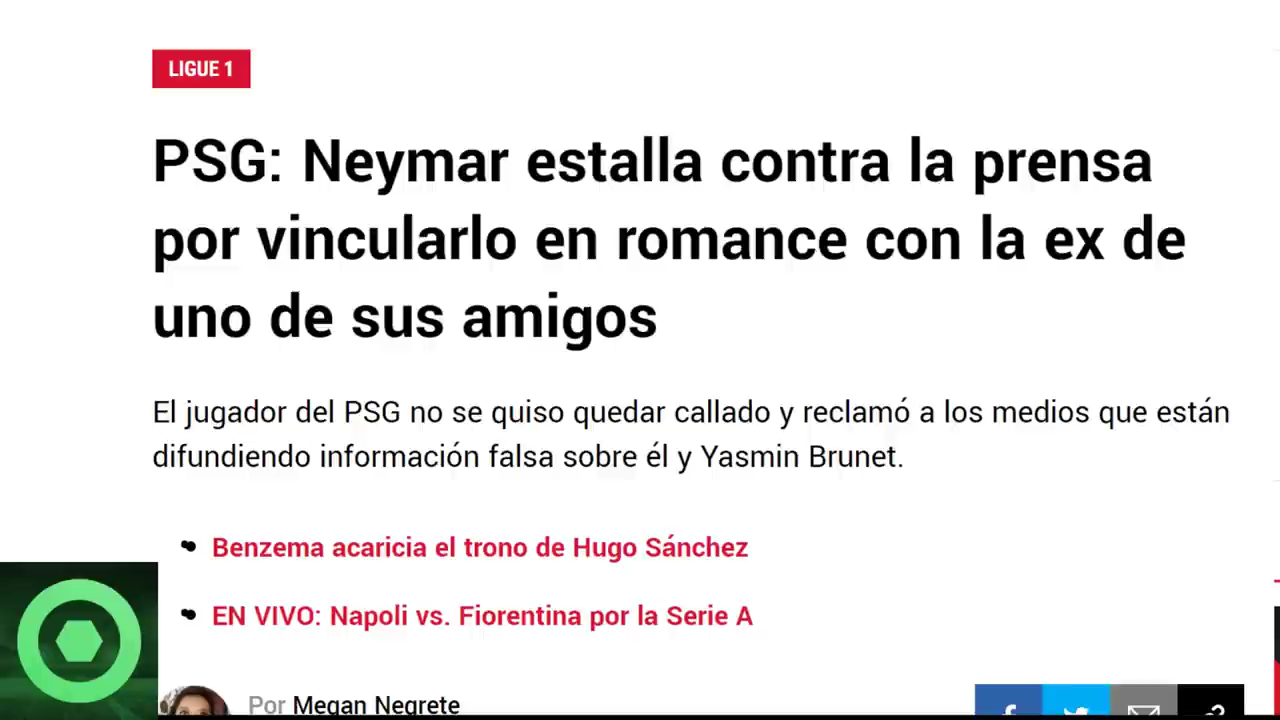 LIGUE 1
PSG: Neymar estalla contra la prensa
por vincularlo en romance con la ex de
uno de sus amigos
El jugador del PSG no se quiso quedar callado y reclamó a los medios que están
difundiendo información falsa sobre él y Yasmin Brunet.
Benzema acaricia el trono de Hugo Sánchez
EN VIVO: Napoli vs. Fiorentina por la Serie A
Por Megan Negrete